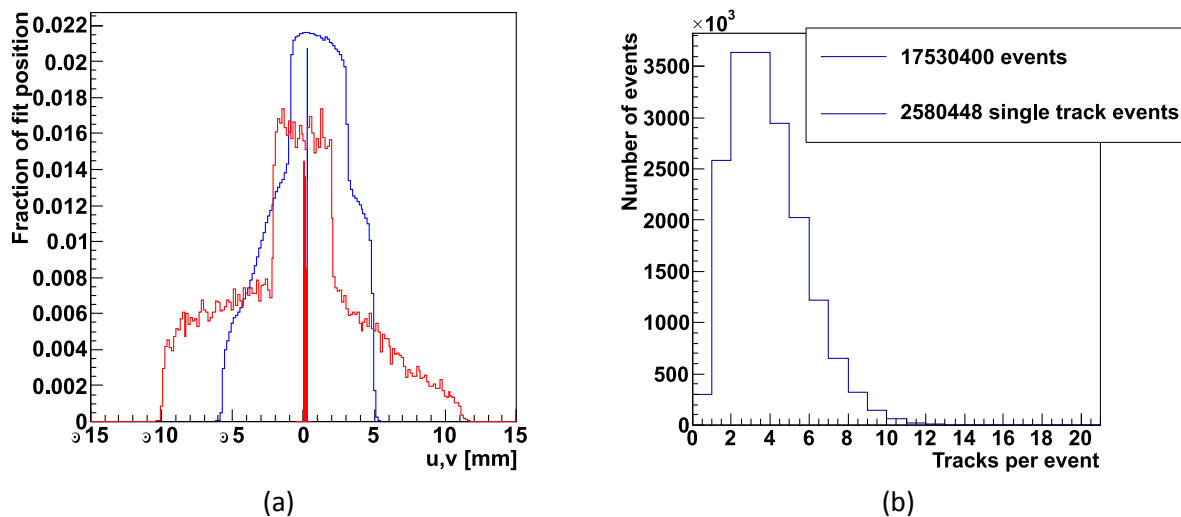 Fraction of fit position
0.022
0.02
0.018
0.016
0.014
0.012
0.01
0.008
0.006
0.004
0.002
0
15 10 5 0 5 10 15
u,v [mm]
(a)
×10³
Number of events
3500
3000
2500
2000
1500
1000
500
0
0 2 4 6 8 10 12 14 16 18 20
Tracks per event
17530400 events
2580448 single track events
(b)